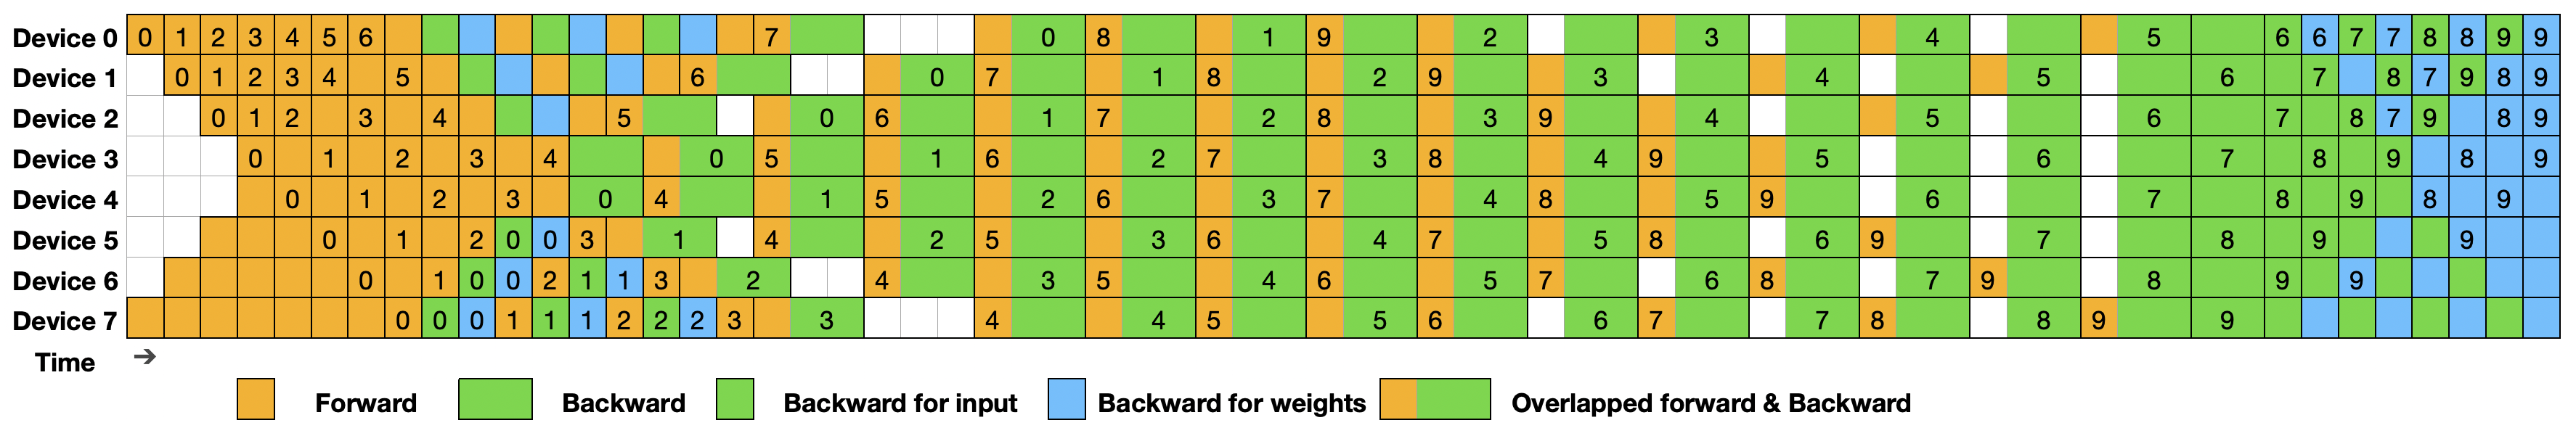 Device 0 0 1 2 3 4 5 6 7 0 8 1 9 2 3 4 5 6 6 7 7 8 8 9 9
Device 1 0 1 2 3 4 5 6 0 7 1 8 2 9 3 4 5 6 7 8 7 9 8 9
Device 2 0 1 2 3 4 5 0 6 1 7 2 8 3 9 4 5 6 7 8 7 9 8 9
Device 3 0 1 2 3 4 0 5 1 6 2 7 3 8 4 9 5 6 7 8 9 8 9
Device 4 0 1 2 3 0 4 1 5 2 6 3 7 4 8 5 9 6 7 8 9 8 9
Device 5 0 1 2 0 0 3 1 4 2 5 3 6 4 7 5 8 6 9 7 8 9 9
Device 6 0 1 0 0 2 1 1 3 2 4 3 5 4 6 5 7 6 8 7 9 8 9 9
Device 7 0 0 0 1 1 1 2 2 2 3 3 4 4 5 5 6 6 7 7 8 8 9 9
Time →
Forward Backward Backward for input Backward for weights Overlapped forward & Backward